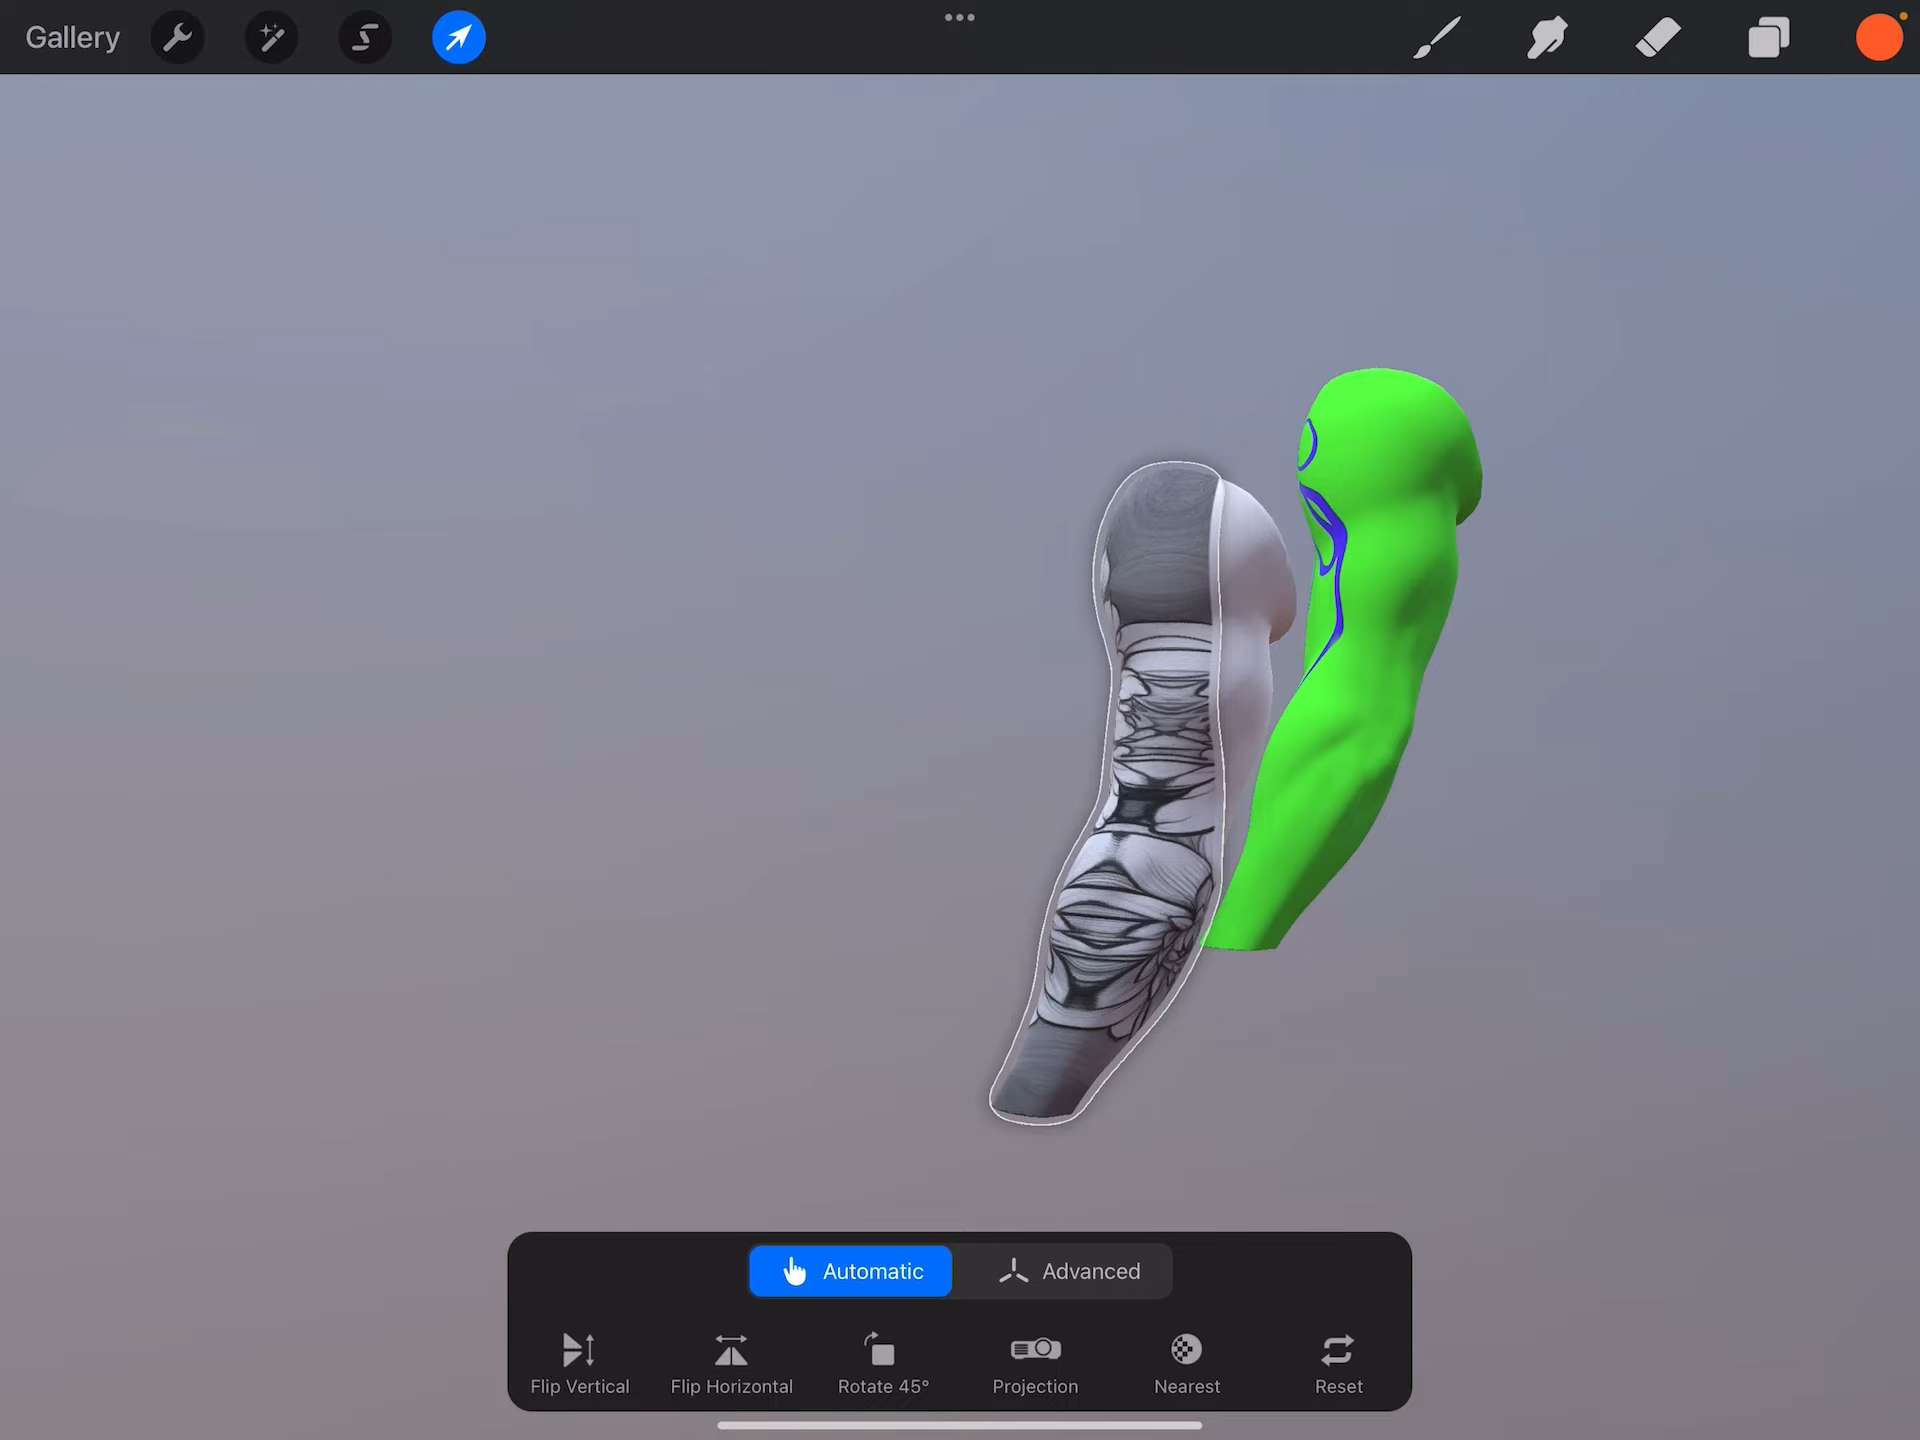 Gallery
Automatic
Advanced
Flip Vertical
Flip Horizontal
Rotate 45°
Projection
Nearest
Reset